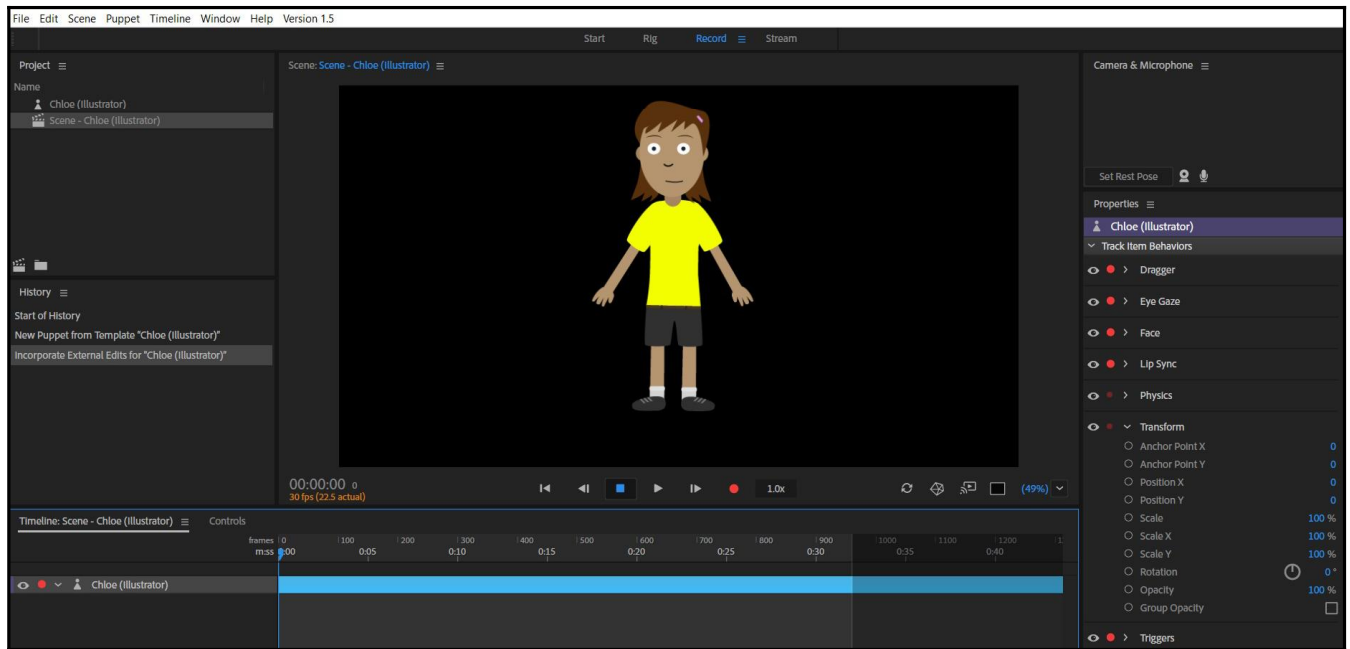 File Edit Scene Puppet Timeline Window Help Version 1.5
Start Rig Record Stream
Project
Name
Chloe (Illustrator)
Scene - Chloe (Illustrator)
History
Start of History
New Puppet from Template "Chloe (Illustrator)"
Incorporate External Edits for "Chloe (Illustrator)"
Scene: Scene - Chloe (Illustrator)
00:00:00 0
30 fps (22.5 actual)
1.0x
(49%)
Camera & Microphone
Set Rest Pose
Properties
Chloe (Illustrator)
Track Item Behaviors
Dragger
Eye Gaze
Face
Lip Sync
Physics
Transform
Anchor Point X 0
Anchor Point Y 0
Position X 0
Position Y 0
Scale 100 %
Scale X 100 %
Scale Y 100 %
Rotation 0 °
Opacity 100 %
Group Opacity
Triggers
Timeline: Scene - Chloe (Illustrator) Controls
frames 0 100 200 300 400 500 600 700 800 900 1000 1100 1200
m:ss 0:00 0:05 0:10 0:15 0:20 0:25 0:30 0:35 0:40
Chloe (Illustrator)